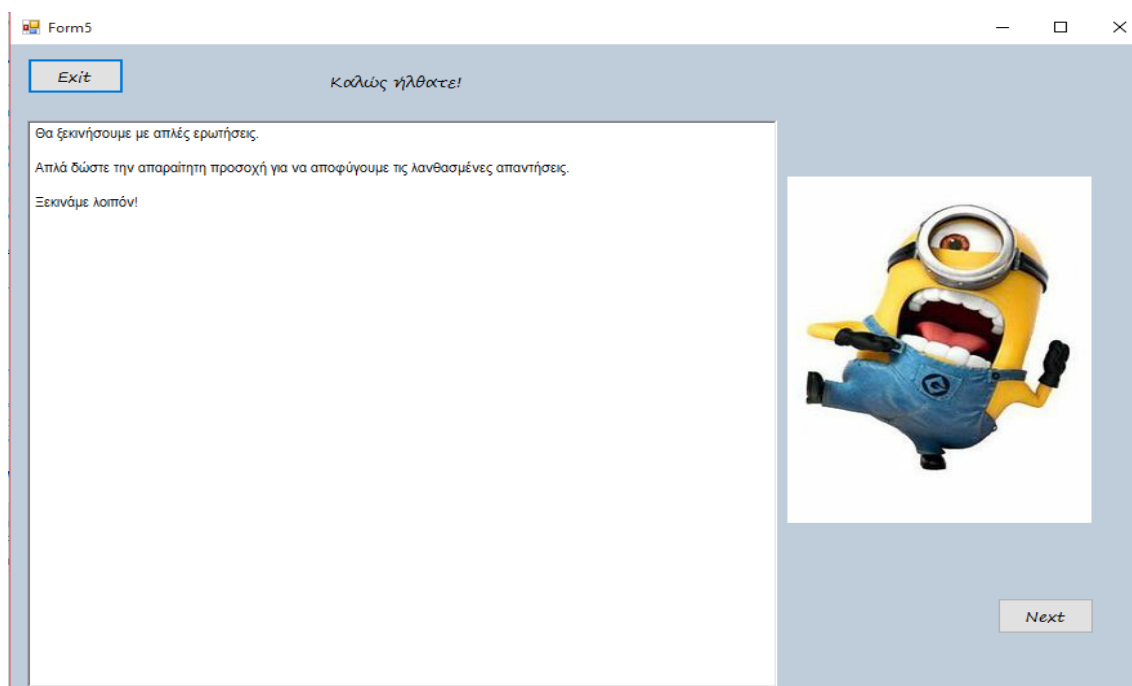 Form5
Exit
Καλώς ήλθατε!
Θα ξεκινήσουμε με απλές ερωτήσεις.
Απλά δώστε την απαραίτητη προσοχή για να αποφύγουμε τις λανθασμένες απαντήσεις.
Ξεκινάμε λοιπόν!
Next